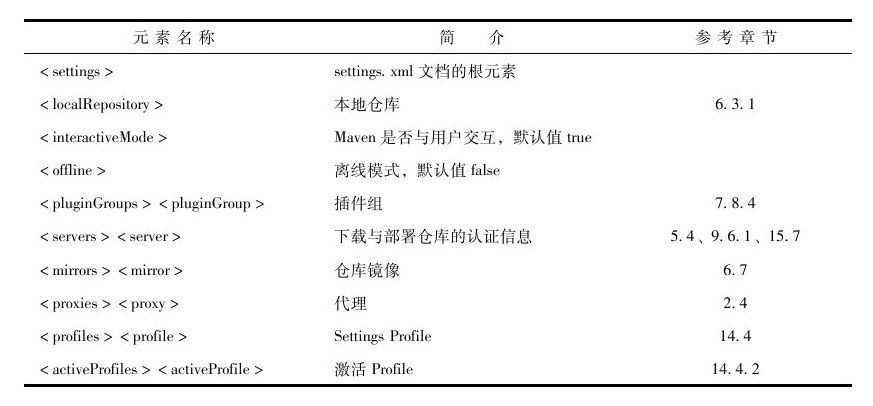 元素名称 简介 参考章节
<settings> settings.xml 文档的根元素
<localRepository> 本地仓库 6.3.1
<interactiveMode> Maven 是否与用户交互，默认值 true
<offline> 离线模式，默认值 false
<pluginGroups> <pluginGroup> 插件组 7.8.4
<servers> <server> 下载与部署仓库的认证信息 5.4、9.6.1、15.7
<mirrors> <mirror> 仓库镜像 6.7
<proxies> <proxy> 代理 2.4
<profiles> <profile> Settings Profile 14.4
<activeProfiles> <activeProfile> 激活 Profile 14.4.2